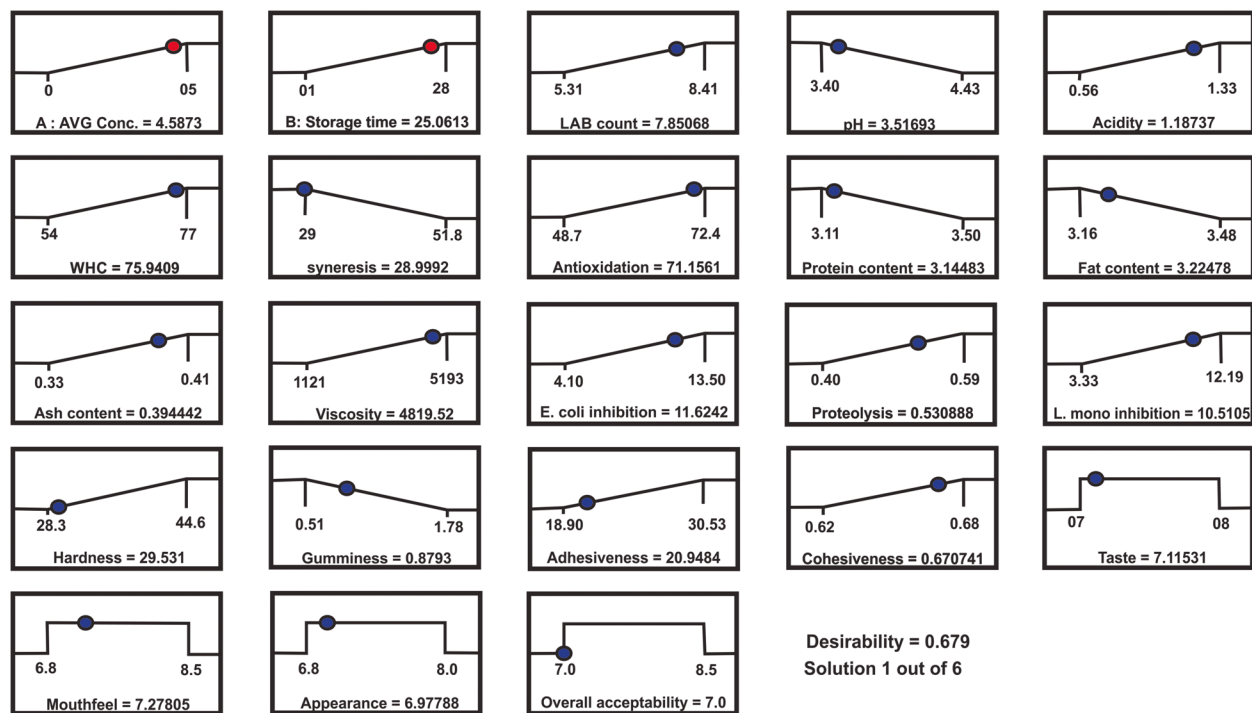 0 05
A : AVG Conc. = 4.5873
01 28
B: Storage time = 25.0613
5.31 8.41
LAB count = 7.85068
3.40 4.43
pH = 3.51693
0.56 1.33
Acidity = 1.18737
54 77
WHC = 75.9409
29 51.8
syneresis = 28.9992
48.7 72.4
Antioxidation = 71.1561
3.11 3.50
Protein content = 3.14483
3.16 3.48
Fat content = 3.22478
0.33 0.41
Ash content = 0.394442
1121 5193
Viscosity = 4819.52
4.10 13.50
E. coli inhibition = 11.6242
0.40 0.59
Proteolysis = 0.530888
3.33 12.19
L. mono inhibition = 10.5105
28.3 44.6
Hardness = 29.531
0.51 1.78
Gumminess = 0.8793
18.90 30.53
Adhesiveness = 20.9484
0.62 0.68
Cohesiveness = 0.670741
07 08
Taste = 7.11531
6.8 8.5
Mouthfeel = 7.27805
6.8 8.0
Appearance = 6.97788
7.0 8.5
Overall acceptability = 7.0
Desirability = 0.679
Solution 1 out of 6